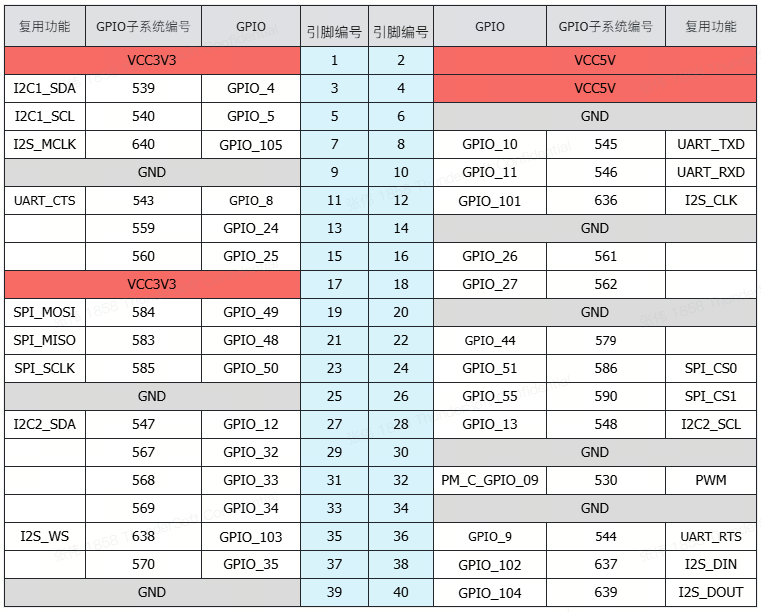 复用功能 GPIO子系统编号 GPIO 引脚编号 引脚编号 GPIO GPIO子系统编号 复用功能
VCC3V3 1 2 VCC5V
I2C1_SDA 539 GPIO_4 3 4 VCC5V
I2C1_SCL 540 GPIO_5 5 6 GND
I2S_MCLK 640 GPIO_105 7 8 GPIO_10 545 UART_TXD
GND 9 10 GPIO_11 546 UART_RXD
UART_CTS 543 GPIO_8 11 12 GPIO_101 636 I2S_CLK
559 GPIO_24 13 14 GND
560 GPIO_25 15 16 GPIO_26 561
VCC3V3 17 18 GPIO_27 562
SPI_MOSI 584 GPIO_49 19 20 GND
SPI_MISO 583 GPIO_48 21 22 GPIO_44 579
SPI_SCLK 585 GPIO_50 23 24 GPIO_51 586 SPI_CS0
GND 25 26 GPIO_55 590 SPI_CS1
I2C2_SDA 547 GPIO_12 27 28 GPIO_13 548 I2C2_SCL
567 GPIO_32 29 30 GND
568 GPIO_33 31 32 PM_C_GPIO_09 530 PWM
569 GPIO_34 33 34 GND
I2S_WS 638 GPIO_103 35 36 GPIO_9 544 UART_RTS
570 GPIO_35 37 38 GPIO_102 637 I2S_DIN
GND 39 40 GPIO_104 639 I2S_DOUT